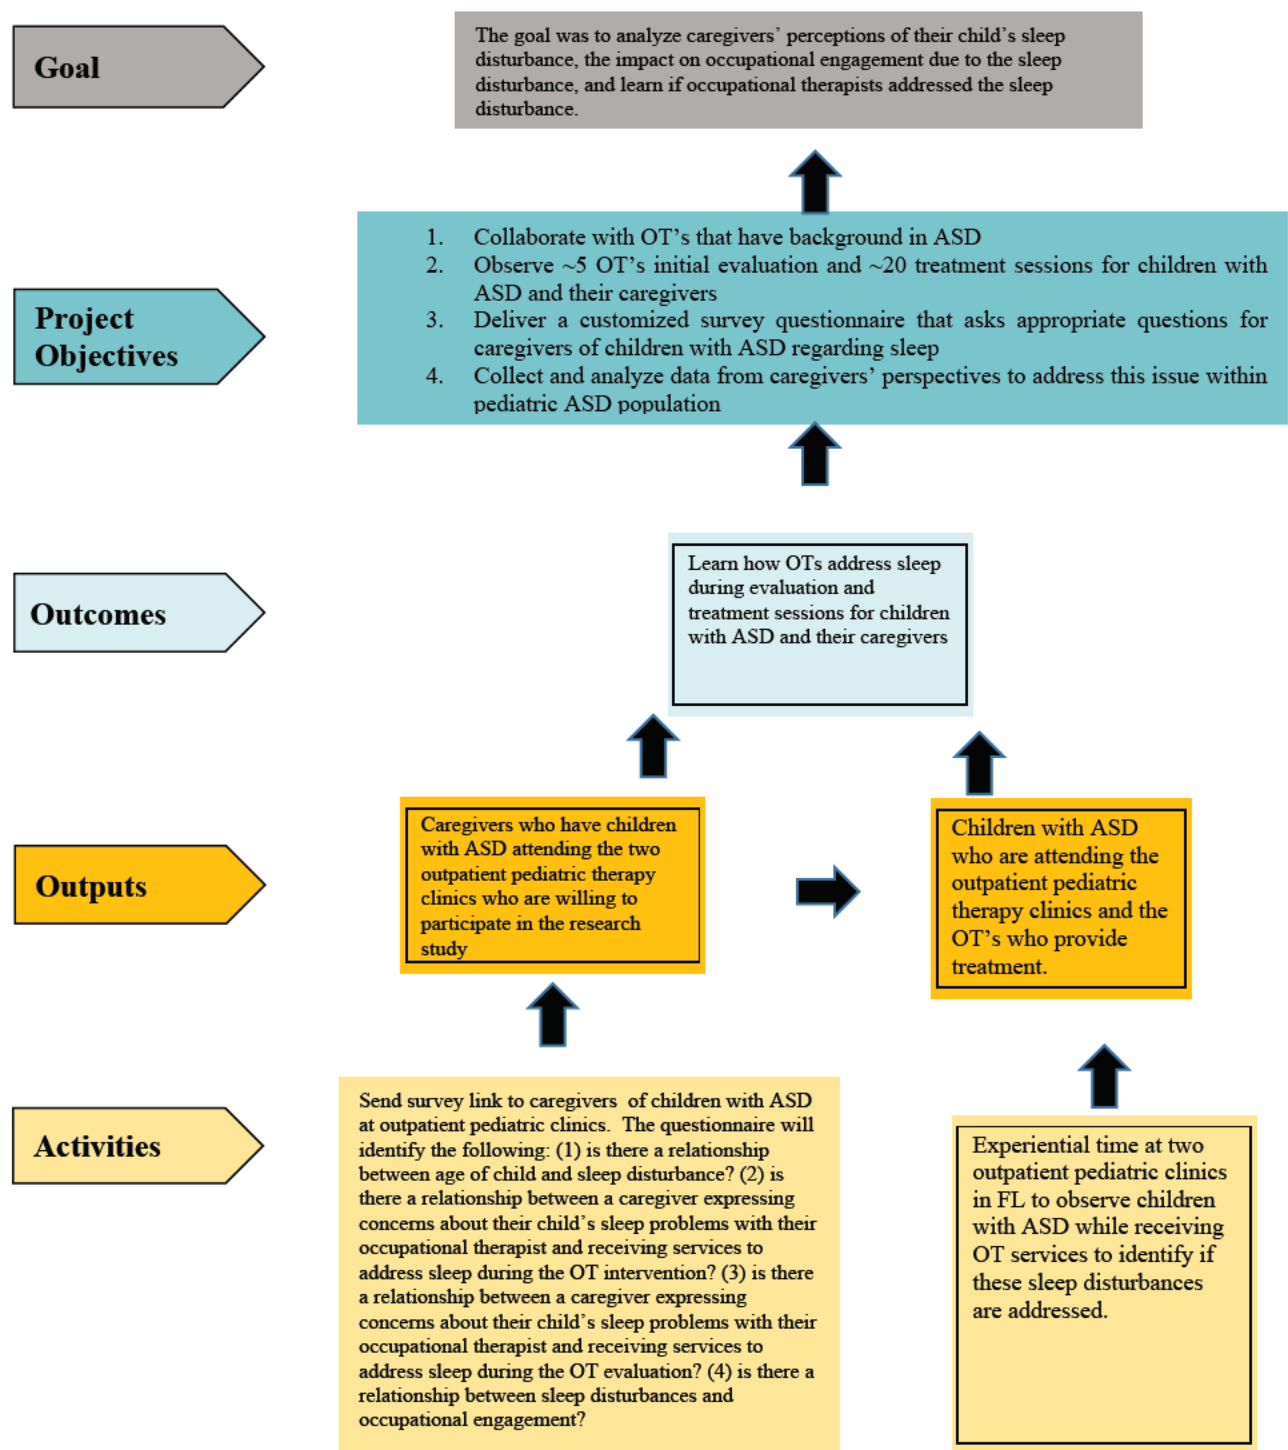 Goal
The goal was to analyze caregivers’ perceptions of their child’s sleep
disturbance, the impact on occupational engagement due to the sleep
disturbance, and learn if occupational therapists addressed the sleep
disturbance.
Project
Objectives
1. Collaborate with OT’s that have background in ASD
2. Observe ~5 OT’s initial evaluation and ~20 treatment sessions for children with
ASD and their caregivers
3. Deliver a customized survey questionnaire that asks appropriate questions for
caregivers of children with ASD regarding sleep
4. Collect and analyze data from caregivers’ perspectives to address this issue within
pediatric ASD population
Outcomes
Learn how OTs address sleep
during evaluation and
treatment sessions for children
with ASD and their caregivers
Outputs
Caregivers who have children
with ASD attending the two
outpatient pediatric therapy
clinics who are willing to
participate in the research
study
Children with ASD
who are attending the
outpatient pediatric
therapy clinics and the
OT’s who provide
treatment.
Activities
Send survey link to caregivers of children with ASD
at outpatient pediatric clinics. The questionnaire will
identify the following: (1) is there a relationship
between age of child and sleep disturbance? (2) is
there a relationship between a caregiver expressing
concerns about their child’s sleep problems with their
occupational therapist and receiving services to
address sleep during the OT intervention? (3) is there
a relationship between a caregiver expressing
concerns about their child’s sleep problems with their
occupational therapist and receiving services to
address sleep during the OT evaluation? (4) is there a
relationship between sleep disturbances and
occupational engagement?
Experiential time at two
outpatient pediatric clinics
in FL to observe children
with ASD while receiving
OT services to identify if
these sleep disturbances
are addressed.